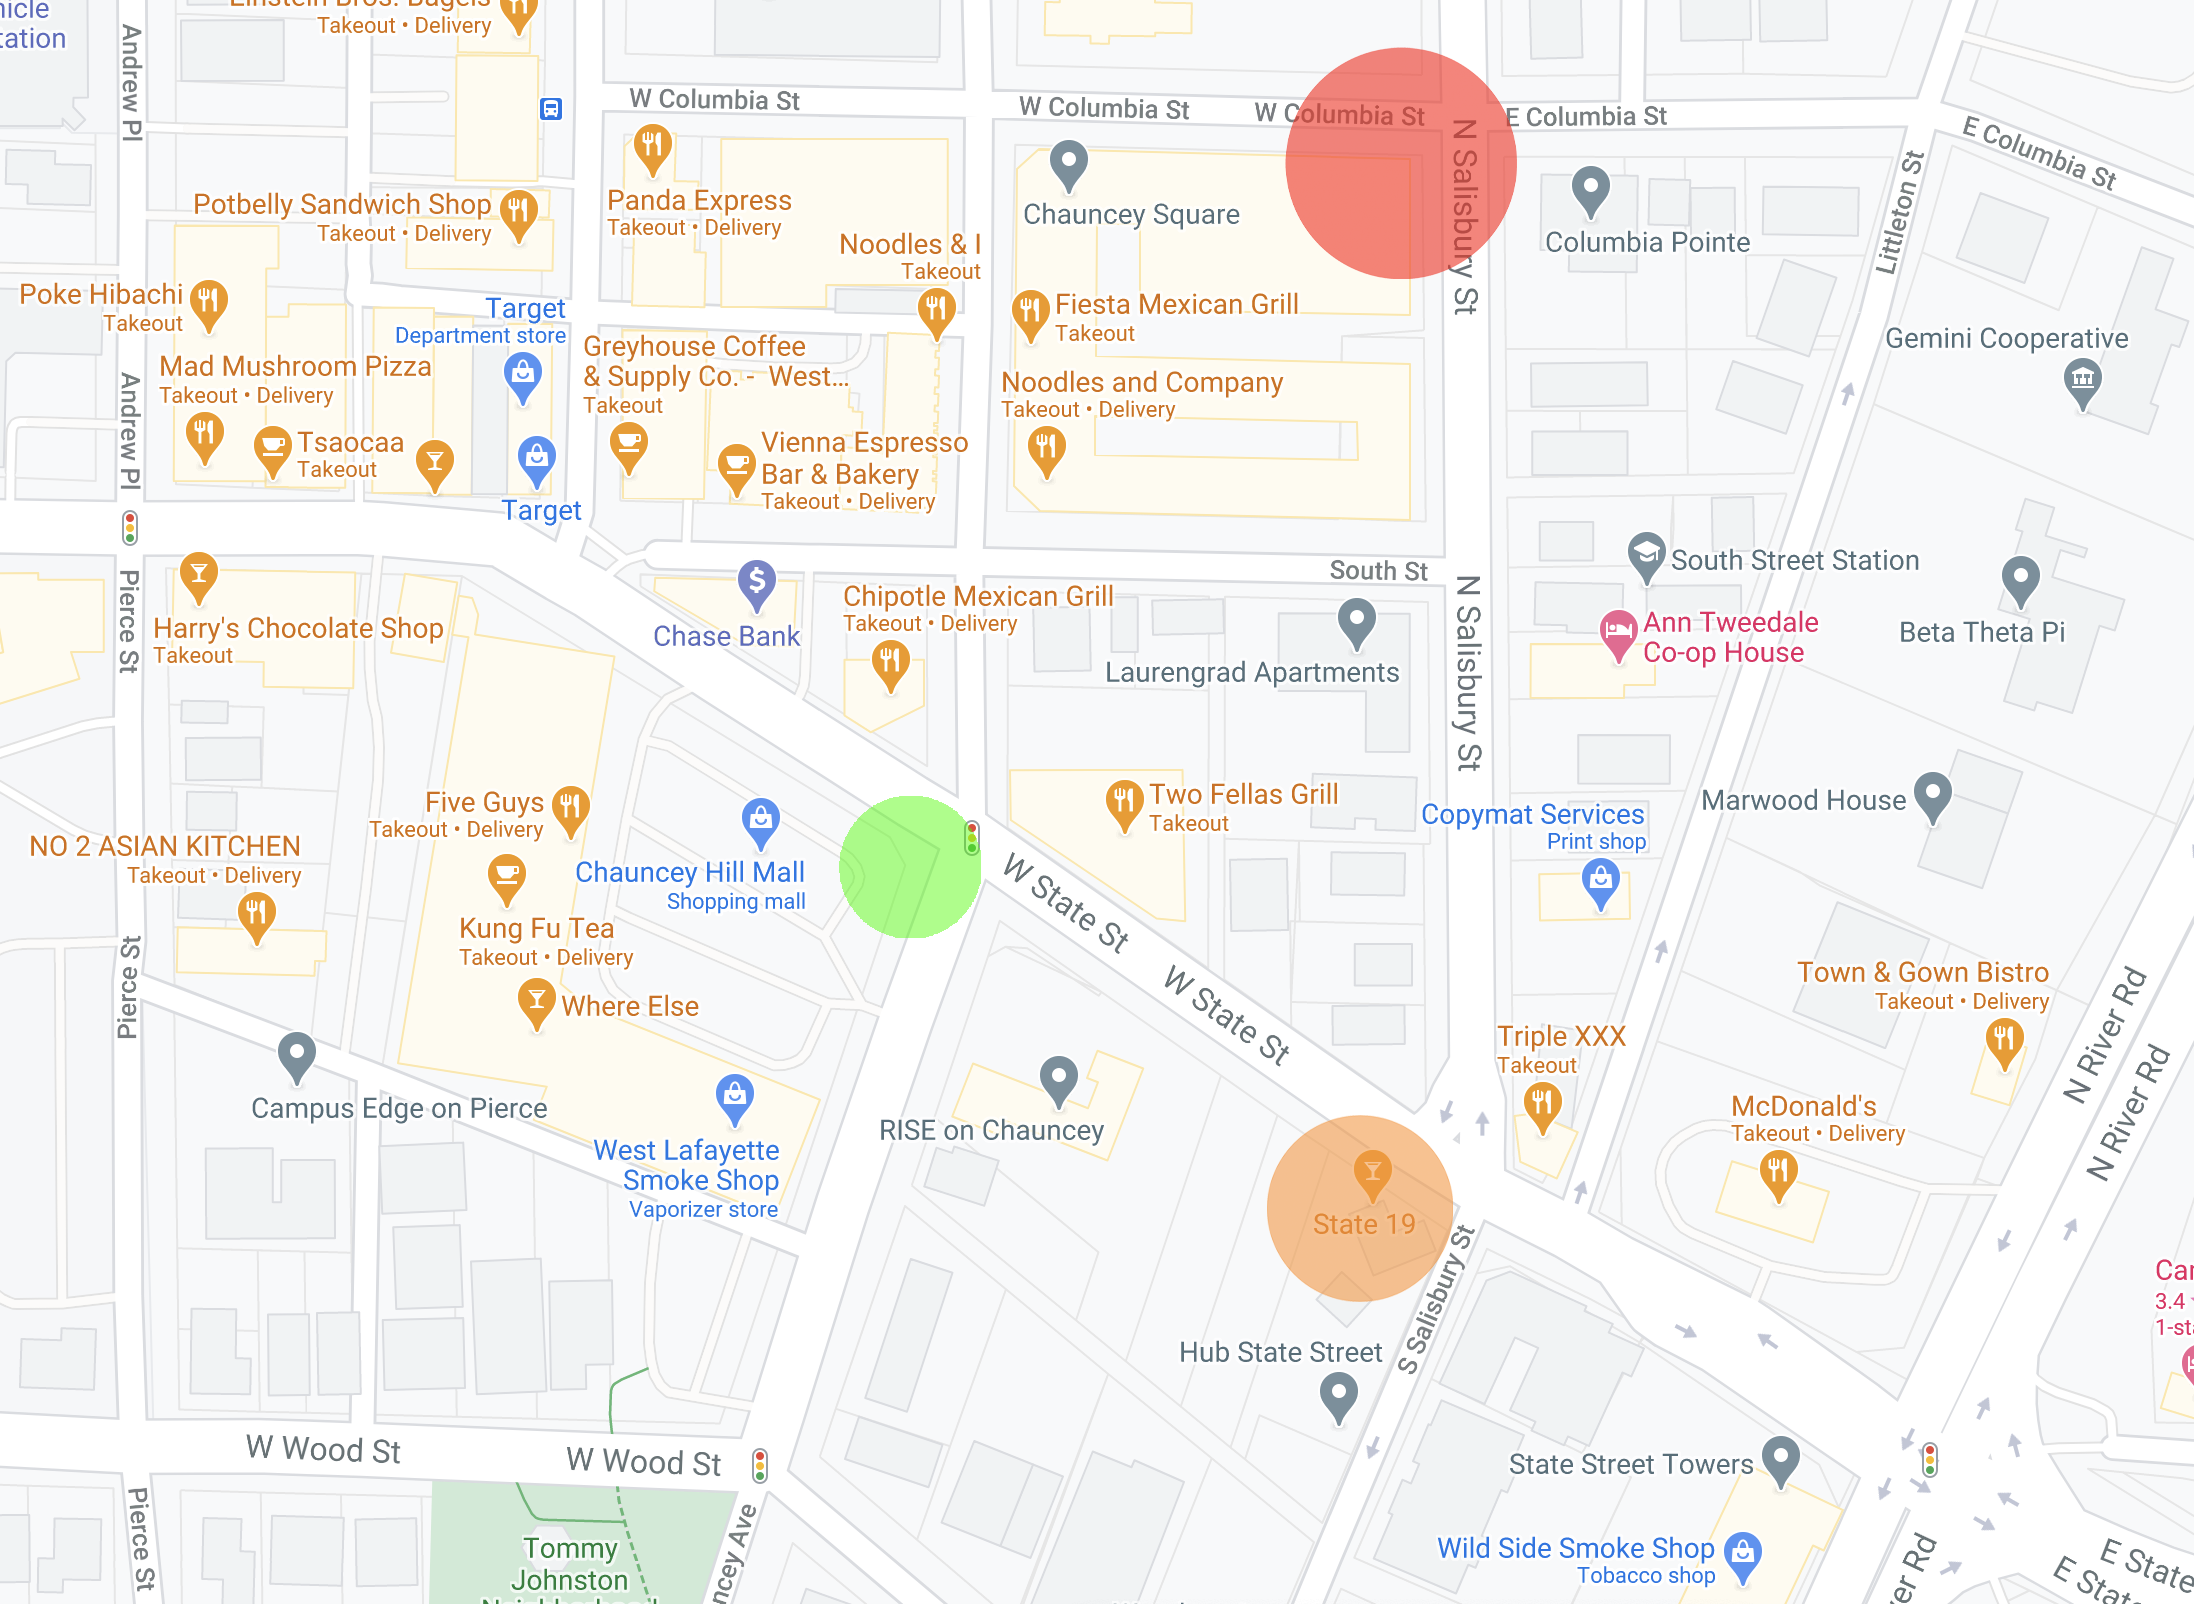 Einstein Bros. Bagels
Takeout • Delivery
Andrew Pl
W Columbia St
W Columbia St
W Columbia St
E Columbia St
E Columbia St
N Salisbury St
Littleton St
Panda Express
Takeout • Delivery
Chauncey Square
Columbia Pointe
Potbelly Sandwich Shop
Takeout • Delivery
Noodles & I
Takeout
Poke Hibachi
Takeout
Target
Department store
Fiesta Mexican Grill
Takeout
Gemini Cooperative
Mad Mushroom Pizza
Takeout • Delivery
Greyhouse Coffee
& Supply Co. - West...
Takeout
Noodles and Company
Takeout • Delivery
Andrew Pl
Tsaocaa
Takeout
Vienna Espresso
Bar & Bakery
Takeout • Delivery
Target
South St
South Street Station
Pierce St
Harry's Chocolate Shop
Takeout
Chase Bank
Chipotle Mexican Grill
Takeout • Delivery
Laurengrad Apartments
N Salisbury St
Ann Tweedale
Co-op House
Beta Theta Pi
Five Guys
Takeout • Delivery
Two Fellas Grill
Takeout
Copymat Services
Print shop
Marwood House
NO 2 ASIAN KITCHEN
Takeout • Delivery
Chauncey Hill Mall
Shopping mall
W State St
Kung Fu Tea
Takeout • Delivery
Where Else
W State St
Pierce St
Town & Gown Bistro
Takeout • Delivery
N River Rd
N River Rd
Triple XXX
Takeout
Campus Edge on Pierce
RISE on Chauncey
McDonald's
Takeout • Delivery
West Lafayette
Smoke Shop
Vaporizer store
State 19
S Salisbury St
3.4
Hub State Street
W Wood St
W Wood St
State Street Towers
Pierce St
Tommy
Johnston
Wild Side Smoke Shop
Tobacco shop
E State